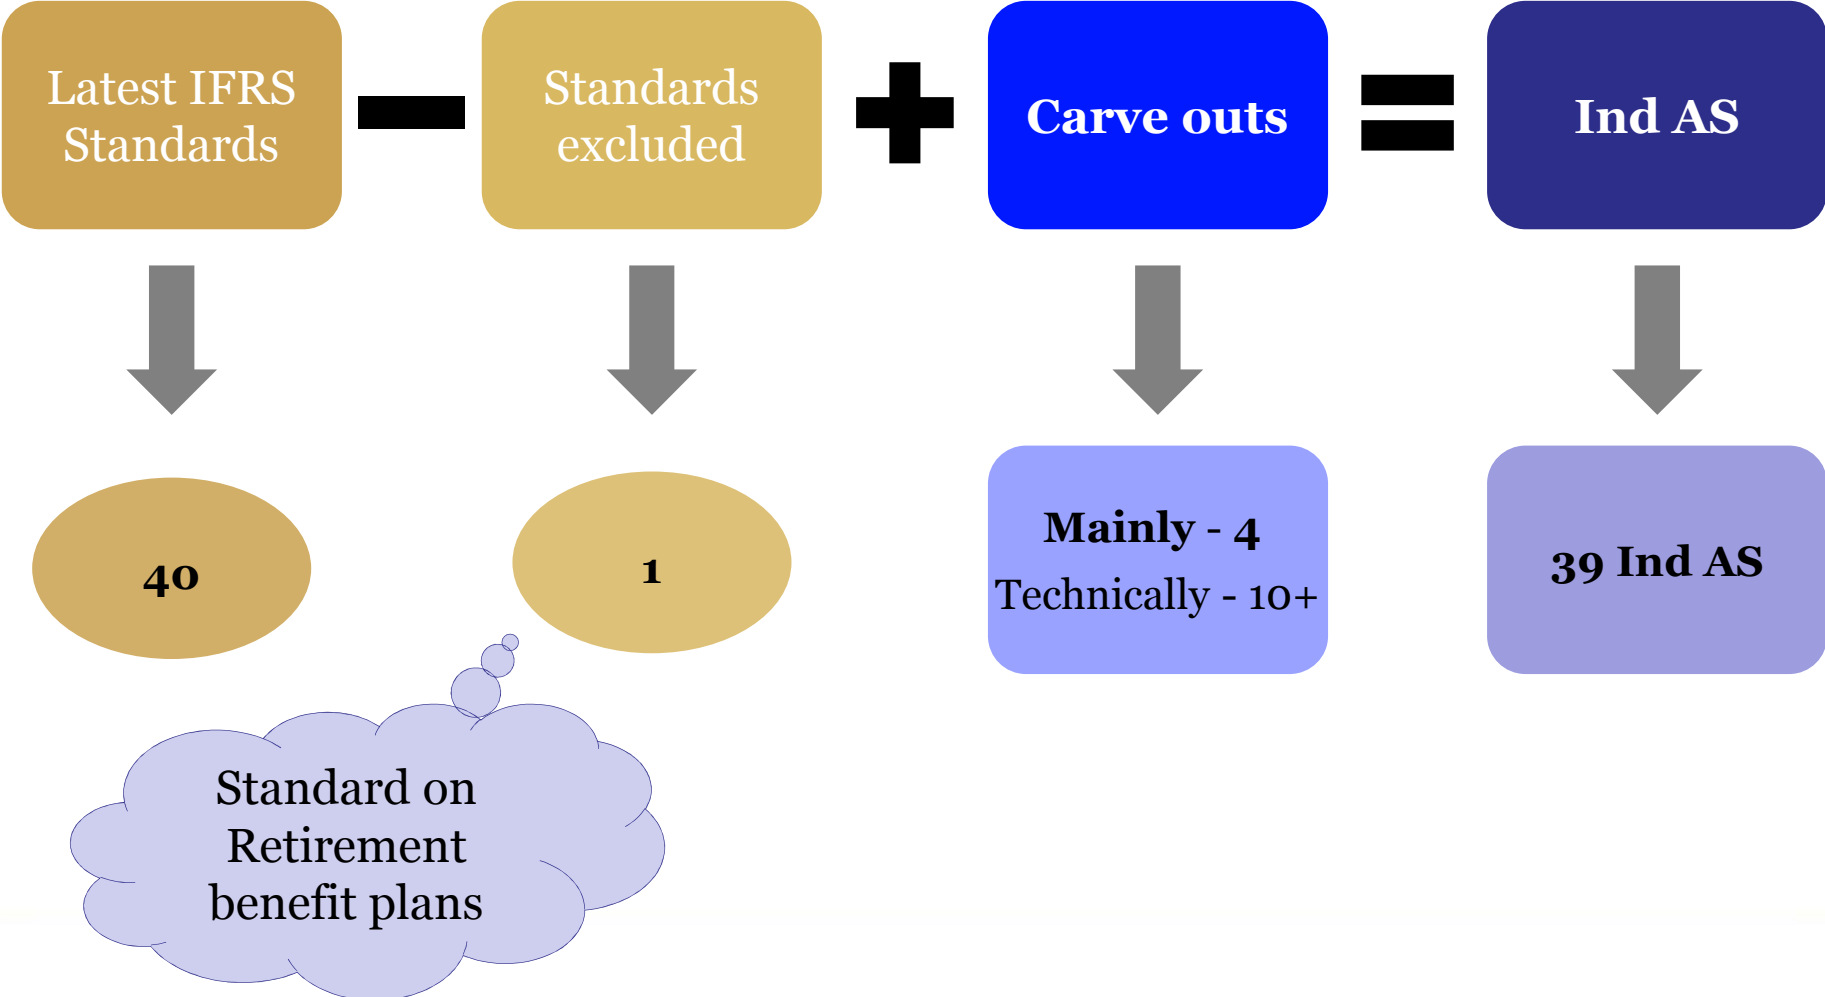 Latest IFRS
Standards
Standards
excluded
Carve outs
Ind AS
40
1
Mainly - 4
Technically - 10+
39 Ind AS
Standard on
Retirement
benefit plans